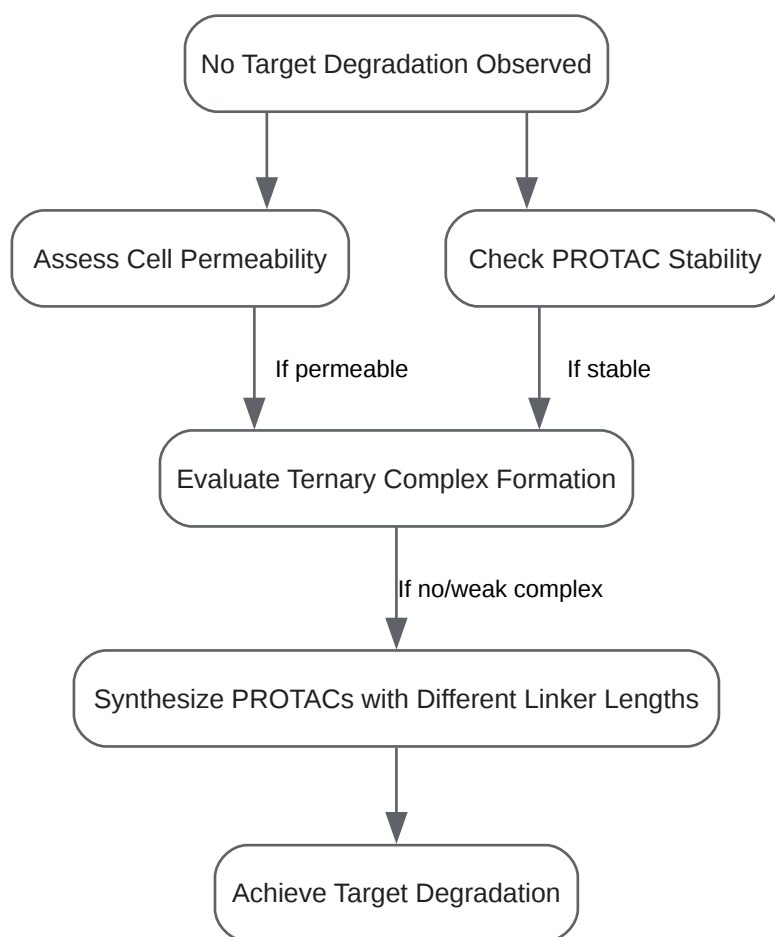 No Target Degradation Observed
Assess Cell Permeability
Check PROTAC Stability
If permeable
If stable
Evaluate Ternary Complex Formation
If no/weak complex
Synthesize PROTACs with Different Linker Lengths
Achieve Target Degradation